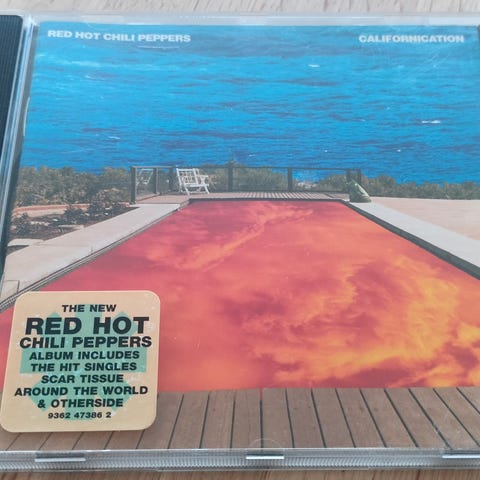 RED HOT CHILI PEPPERS
CALIFORNICATION
THE NEW
RED HOT
CHILI PEPPERS
ALBUM INCLUDES
THE HIT SINGLES
SCAR TISSUE
AROUND THE WORLD
& OTHERSIDE
9362 47386 2